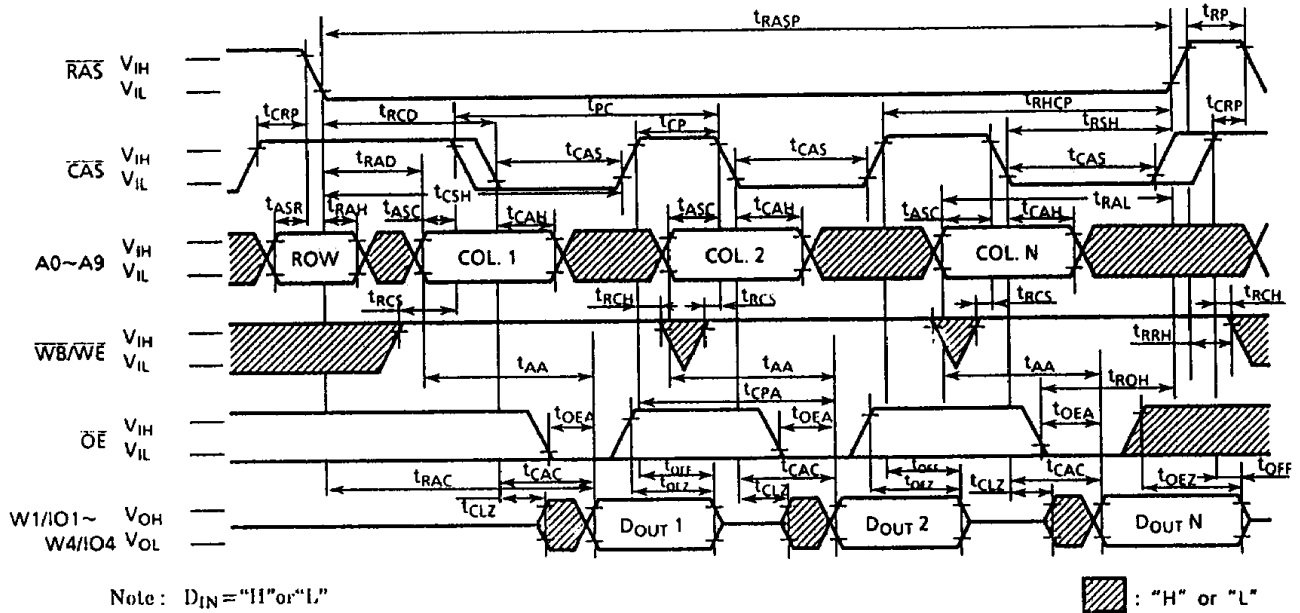 tRASP tRP
RAS VIH
VIL
tCRP tRCD tPC tCP tRHCP tRSH tCRP
CAS VIH
VIL
tRAD tCSH tCAS tCAS tCAS
tRAL
tASR tRAH tASC tCAH tASC tCAH tASC tCAH
A0~A9 VIH
VIL
ROW COL. 1 COL. 2 COL. N
tRCS tRCH tRCS tRCS tRCH
WB/WE VIH
VIL
tRRH
tAA tAA tAA
tCPA tROH
OE VIH
VIL
tOEA tOEA tOEA
tRAC tCAC tOFF tCAC tOFF tCAC tOFF
tCLZ tOLZ tCLZ tOEZ tCLZ tOEZ
W1/IO1~ VOH
W4/IO4 VOL
DOUT 1 DOUT 2 DOUT N
Note : DIN="H"or"L"
: "H" or "L"